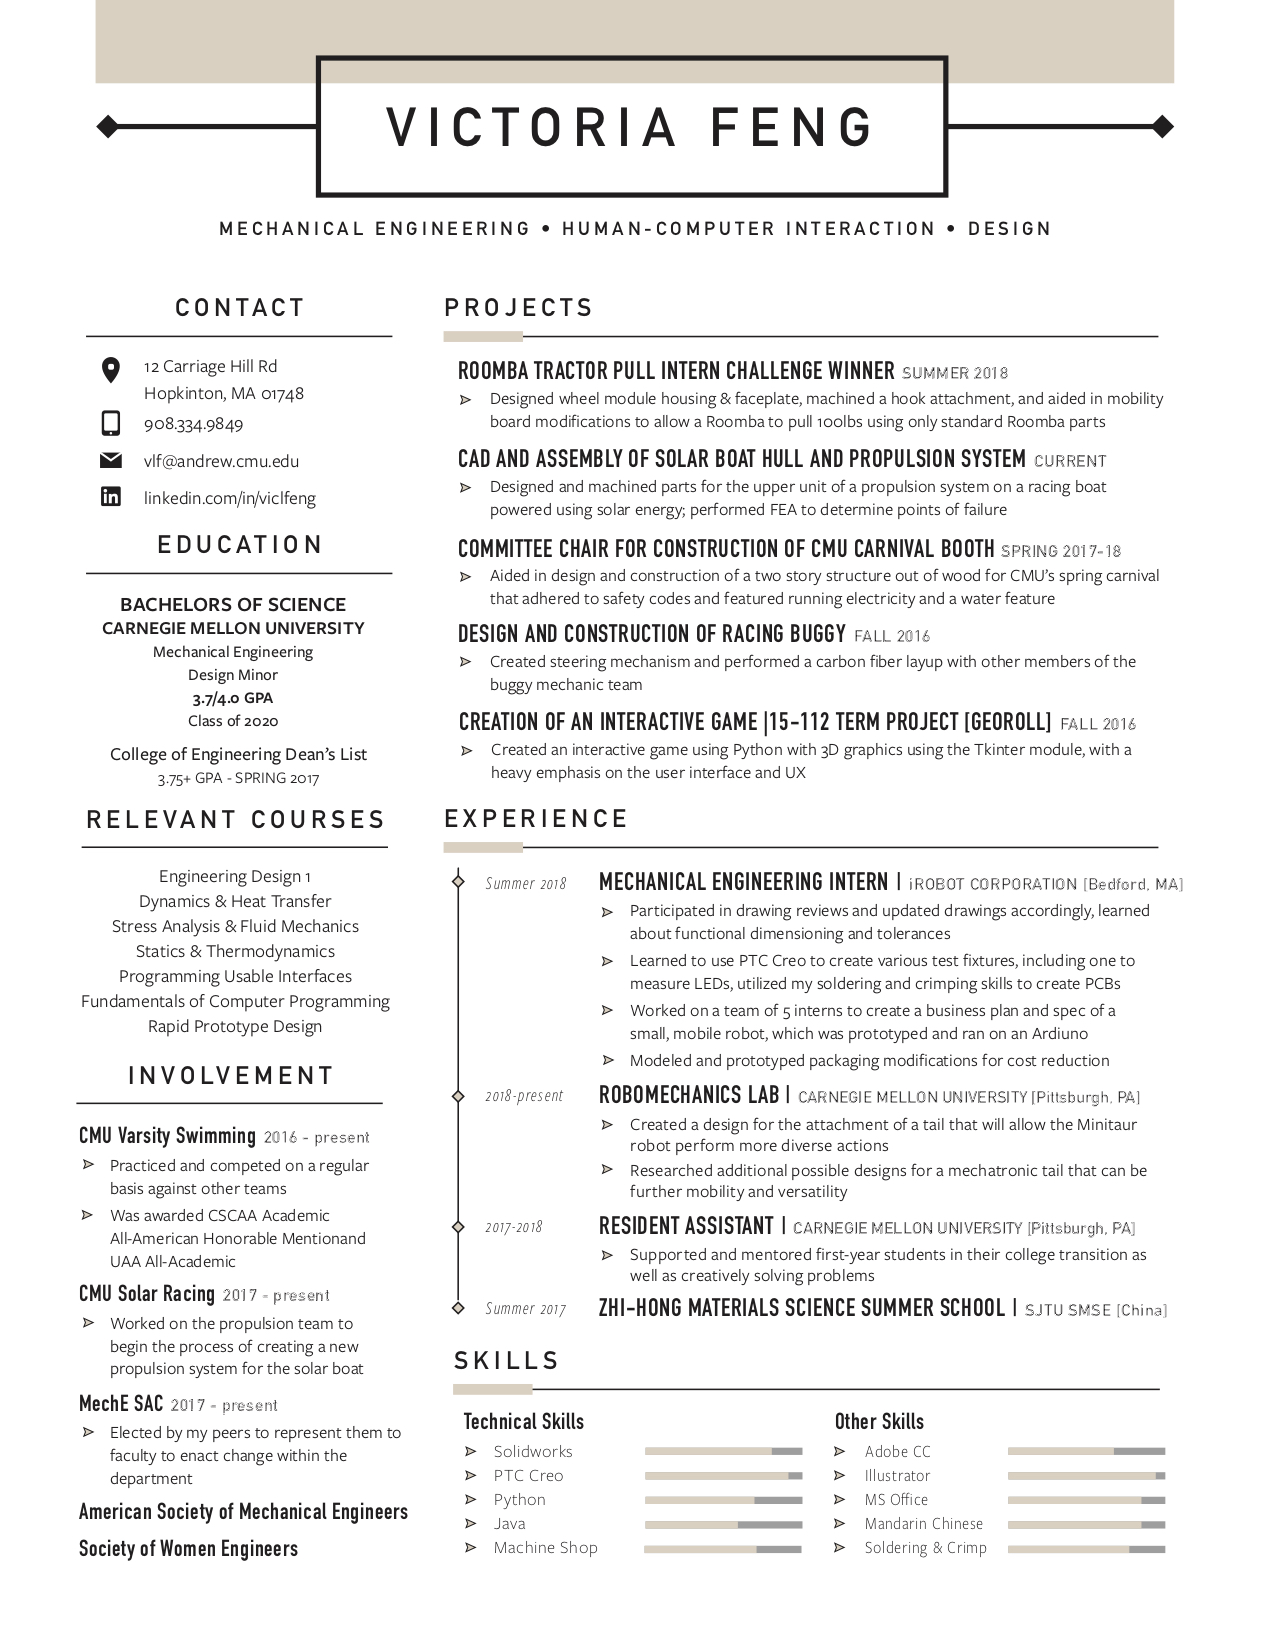 VICTORIA FENG
MECHANICAL ENGINEERING • HUMAN-COMPUTER INTERACTION • DESIGN
CONTACT
12 Carriage Hill Rd
Hopkinton, MA 01748
908.334.9849
vlf@andrew.cmu.edu
linkedin.com/in/viclfeng
EDUCATION
BACHELORS OF SCIENCE
CARNEGIE MELLON UNIVERSITY
Mechanical Engineering
Design Minor
3.7/4.0 GPA
Class of 2020
College of Engineering Dean's List
3.75+ GPA - SPRING 2017
RELEVANT COURSES
Engineering Design 1
Dynamics & Heat Transfer
Stress Analysis & Fluid Mechanics
Statics & Thermodynamics
Programming Usable Interfaces
Fundamentals of Computer Programming
Rapid Prototype Design
INVOLVEMENT
CMU Varsity Swimming 2016 - present
Practiced and competed on a regular
basis against other teams
Was awarded CSCAA Academic
All-American Honorable Mentionand
UAA All-Academic
CMU Solar Racing 2017 - present
Worked on the propulsion team to
begin the process of creating a new
propulsion system for the solar boat
MechE SAC 2017 - present
Elected by my peers to represent them to
faculty to enact change within the
department
American Society of Mechanical Engineers
Society of Women Engineers
PROJECTS
ROOMBA TRACTOR PULL INTERN CHALLENGE WINNER SUMMER 2018
Designed wheel module housing & faceplate, machined a hook attachment, and aided in mobility
board modifications to allow a Roomba to pull 100lbs using only standard Roomba parts
CAD AND ASSEMBLY OF SOLAR BOAT HULL AND PROPULSION SYSTEM CURRENT
Designed and machined parts for the upper unit of a propulsion system on a racing boat
powered using solar energy; performed FEA to determine points of failure
COMMITTEE CHAIR FOR CONSTRUCTION OF CMU CARNIVAL BOOTH SPRING 2017-18
Aided in design and construction of a two story structure out of wood for CMU's spring carnival
that adhered to safety codes and featured running electricity and a water feature
DESIGN AND CONSTRUCTION OF RACING BUGGY FALL 2016
Created steering mechanism and performed a carbon fiber layup with other members of the
buggy mechanic team
CREATION OF AN INTERACTIVE GAME |15-112 TERM PROJECT [GEOROLL] FALL 2016
Created an interactive game using Python with 3D graphics using the Tkinter module, with a
heavy emphasis on the user interface and UX
EXPERIENCE
Summer 2018 MECHANICAL ENGINEERING INTERN | iROBOT CORPORATION [Bedford, MA]
Participated in drawing reviews and updated drawings accordingly, learned
about functional dimensioning and tolerances
Learned to use PTC Creo to create various test fixtures, including one to
measure LEDs, utilized my soldering and crimping skills to create PCBs
Worked on a team of 5 interns to create a business plan and spec of a
small, mobile robot, which was prototyped and ran on an Ardiuno
Modeled and prototyped packaging modifications for cost reduction
2018-present ROBOMECHANICS LAB | CARNEGIE MELLON UNIVERSITY [Pittsburgh, PA]
Created a design for the attachment of a tail that will allow the Minitaur
robot perform more diverse actions
Researched additional possible designs for a mechatronic tail that can be
further mobility and versatility
2017-2018 RESIDENT ASSISTANT | CARNEGIE MELLON UNIVERSITY [Pittsburgh, PA]
Supported and mentored first-year students in their college transition as
well as creatively solving problems
Summer 2017 ZHI-HONG MATERIALS SCIENCE SUMMER SCHOOL | SJTU SMSE [China]
SKILLS
Technical Skills
Solidworks
PTC Creo
Python
Java
Machine Shop
Other Skills
Adobe CC
Illustrator
MS Office
Mandarin Chinese
Soldering & Crimp